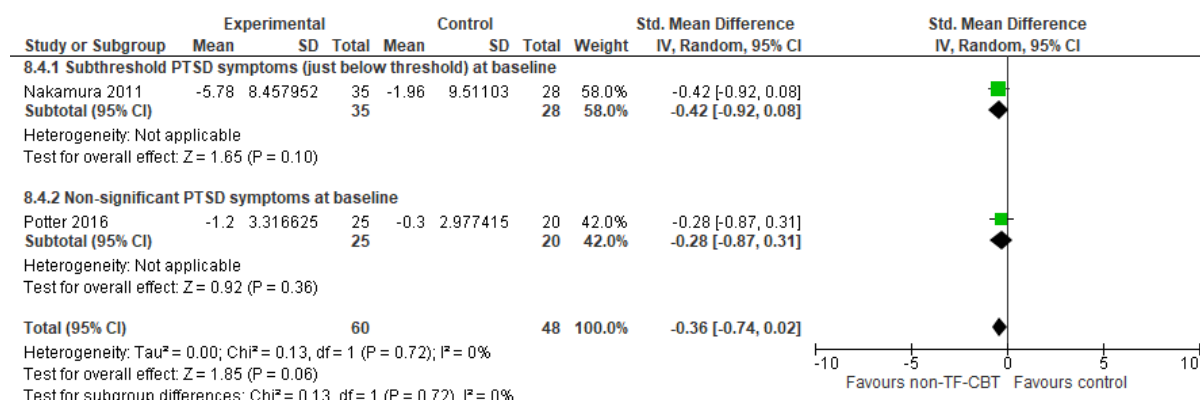 Experimental Control Std. Mean Difference Std. Mean Difference
Study or Subgroup Mean SD Total Mean SD Total Weight IV, Random, 95% CI IV, Random, 95% CI
8.4.1 Subthreshold PTSD symptoms (just below threshold) at baseline
Nakamura 2011 -5.78 8.457952 35 -1.96 9.51103 28 58.0% -0.42 [-0.92, 0.08]
Subtotal (95% CI) 35 28 58.0% -0.42 [-0.92, 0.08]
Heterogeneity: Not applicable
Test for overall effect: Z = 1.65 (P = 0.10)
8.4.2 Non-significant PTSD symptoms at baseline
Potter 2016 -1.2 3.316625 25 -0.3 2.977415 20 42.0% -0.28 [-0.87, 0.31]
Subtotal (95% CI) 25 20 42.0% -0.28 [-0.87, 0.31]
Heterogeneity: Not applicable
Test for overall effect: Z = 0.92 (P = 0.36)
Total (95% CI) 60 48 100.0% -0.36 [-0.74, 0.02]
Heterogeneity: Tau² = 0.00; Chi² = 0.13, df = 1 (P = 0.72); I² = 0%
Test for overall effect: Z = 1.85 (P = 0.06)
Test for subgroup differences: Chi² = 0.13, df = 1 (P = 0.72), I² = 0%
-10 -5 0 5 10
Favours non-TF-CBT Favours control